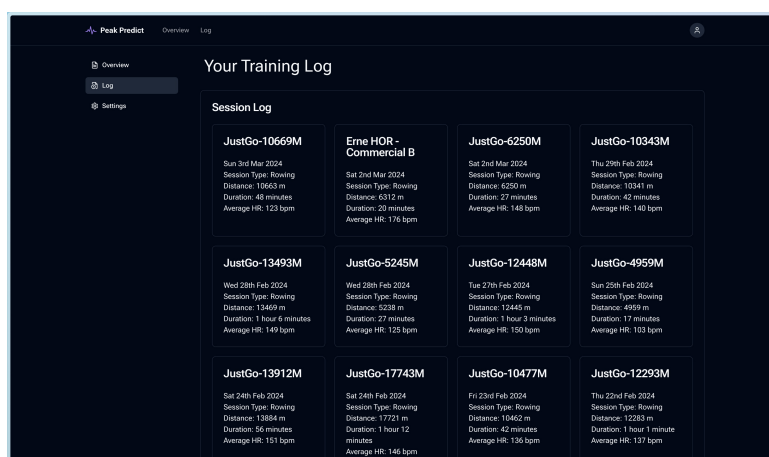 Peak Predict Overview Log
Overview
Log
Settings
Your Training Log
Session Log
JustGo-10669M
Sun 3rd Mar 2024
Session Type: Rowing
Distance: 10663 m
Duration: 48 minutes
Average HR: 123 bpm
Erne HOR -
Commercial B
Sat 2nd Mar 2024
Session Type: Rowing
Distance: 6312 m
Duration: 20 minutes
Average HR: 176 bpm
JustGo-6250M
Sat 2nd Mar 2024
Session Type: Rowing
Distance: 6250 m
Duration: 27 minutes
Average HR: 148 bpm
JustGo-10343M
Thu 29th Feb 2024
Session Type: Rowing
Distance: 10341 m
Duration: 42 minutes
Average HR: 140 bpm
JustGo-13493M
Wed 28th Feb 2024
Session Type: Rowing
Distance: 13469 m
Duration: 1 hour 6 minutes
Average HR: 149 bpm
JustGo-5245M
Wed 28th Feb 2024
Session Type: Rowing
Distance: 5238 m
Duration: 27 minutes
Average HR: 125 bpm
JustGo-12448M
Tue 27th Feb 2024
Session Type: Rowing
Distance: 12445 m
Duration: 1 hour 3 minutes
Average HR: 150 bpm
JustGo-4959M
Sun 25th Feb 2024
Session Type: Rowing
Distance: 4959 m
Duration: 17 minutes
Average HR: 103 bpm
JustGo-13912M
Sat 24th Feb 2024
Session Type: Rowing
Distance: 13884 m
Duration: 56 minutes
Average HR: 151 bpm
JustGo-17743M
Sat 24th Feb 2024
Session Type: Rowing
Distance: 17721 m
Duration: 1 hour 12
minutes
Average HR: 146 bpm
JustGo-10477M
Fri 23rd Feb 2024
Session Type: Rowing
Distance: 10462 m
Duration: 42 minutes
Average HR: 136 bpm
JustGo-12293M
Thu 22nd Feb 2024
Session Type: Rowing
Distance: 12283 m
Duration: 1 hour 1 minute
Average HR: 137 bpm